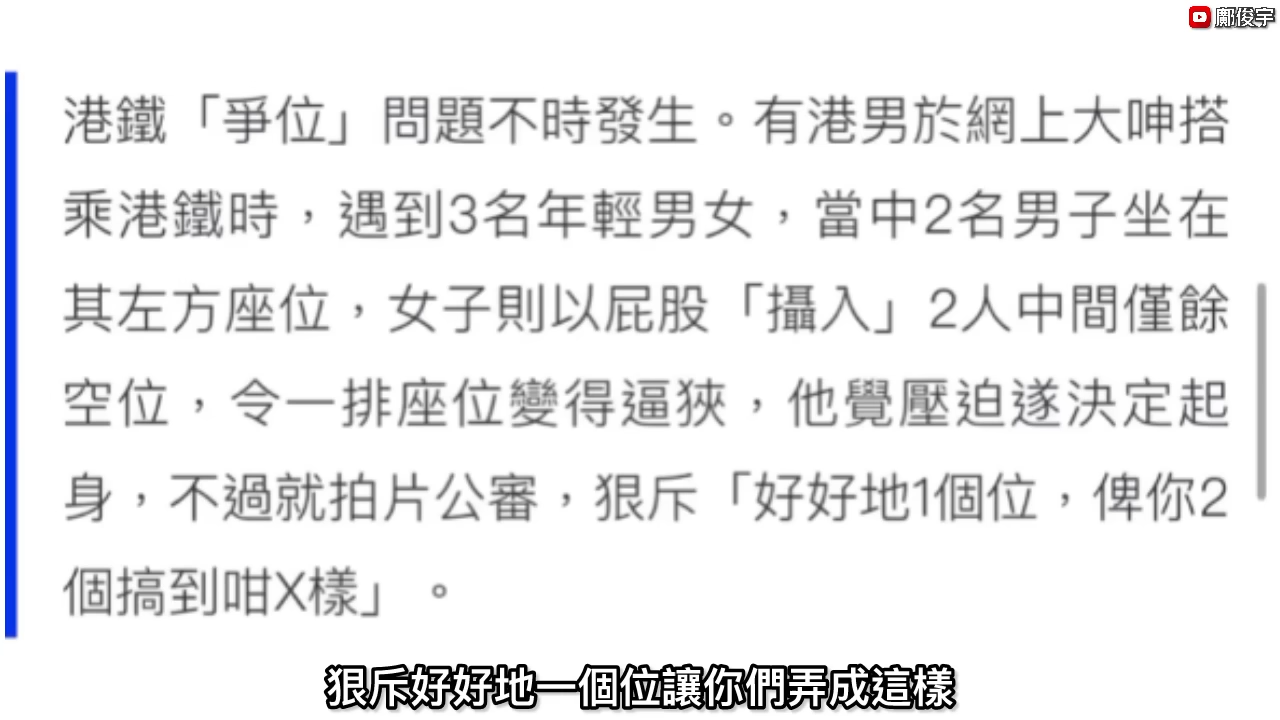 鄺俊宇
港鐵「爭位」問題不時發生。有港男於網上大呻搭
乘港鐵時，遇到3名年輕男女，當中2名男子坐在
其左方座位，女子則以屁股「攝入」2人中間僅餘
空位，令一排座位變得逼狹，他覺壓迫遂決定起
身，不過就拍片公審，狠斥「好好地1個位，俾你2
個搞到咁X樣」。
狠斥好好地一個位讓你們弄成這樣